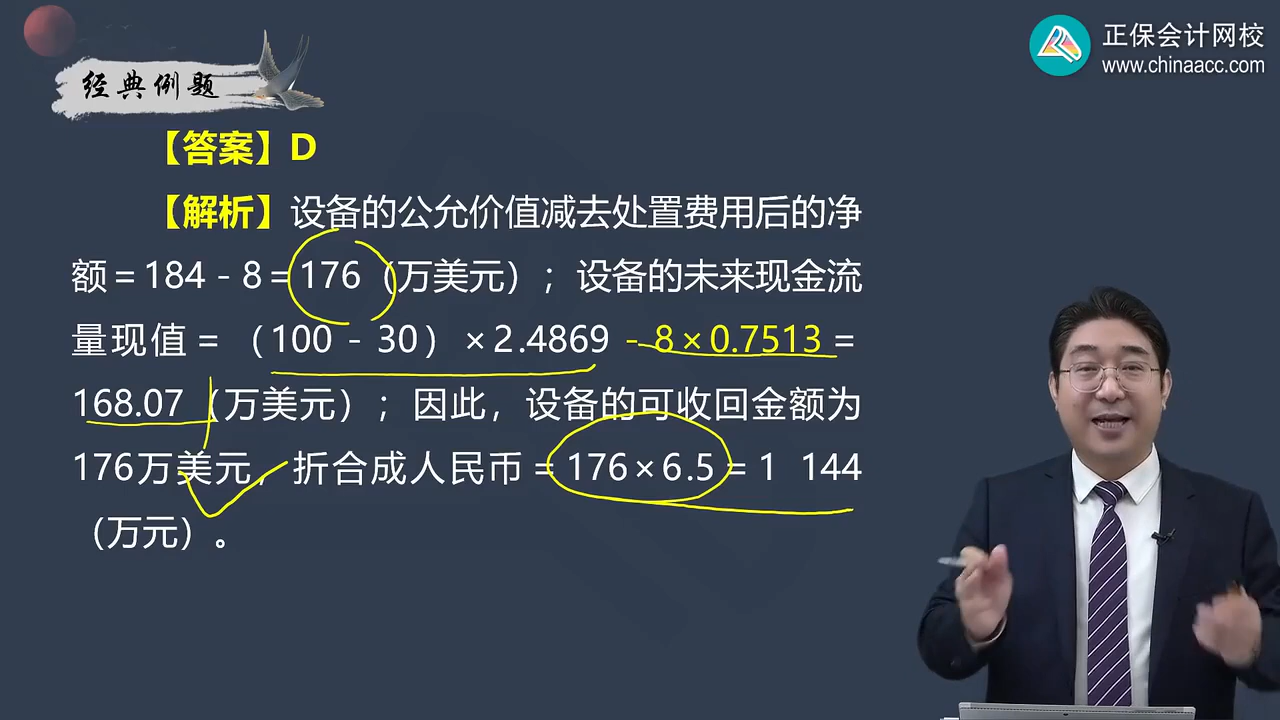 正保会计网校
www.chinaacc.com
经典例题
【答案】D
【解析】设备的公允价值减去处置费用后的净
额＝184－8＝176（万美元）；设备的未来现金流
量现值＝（100－30）×2.4869－8×0.7513＝
168.07（万美元）；因此，设备的可收回金额为
176万美元，折合成人民币＝176×6.5＝1 144
（万元）。